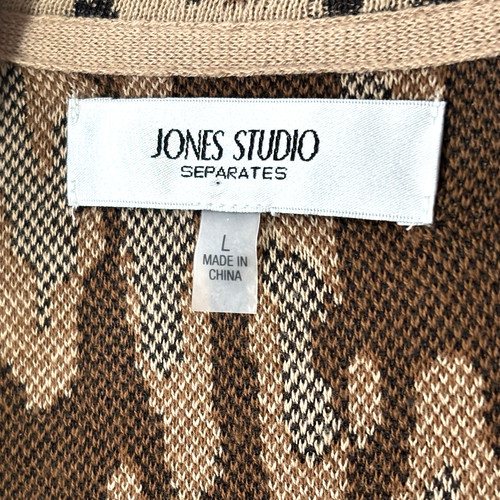 JONES STUDIO
SEPARATES
L
MADE IN
CHINA